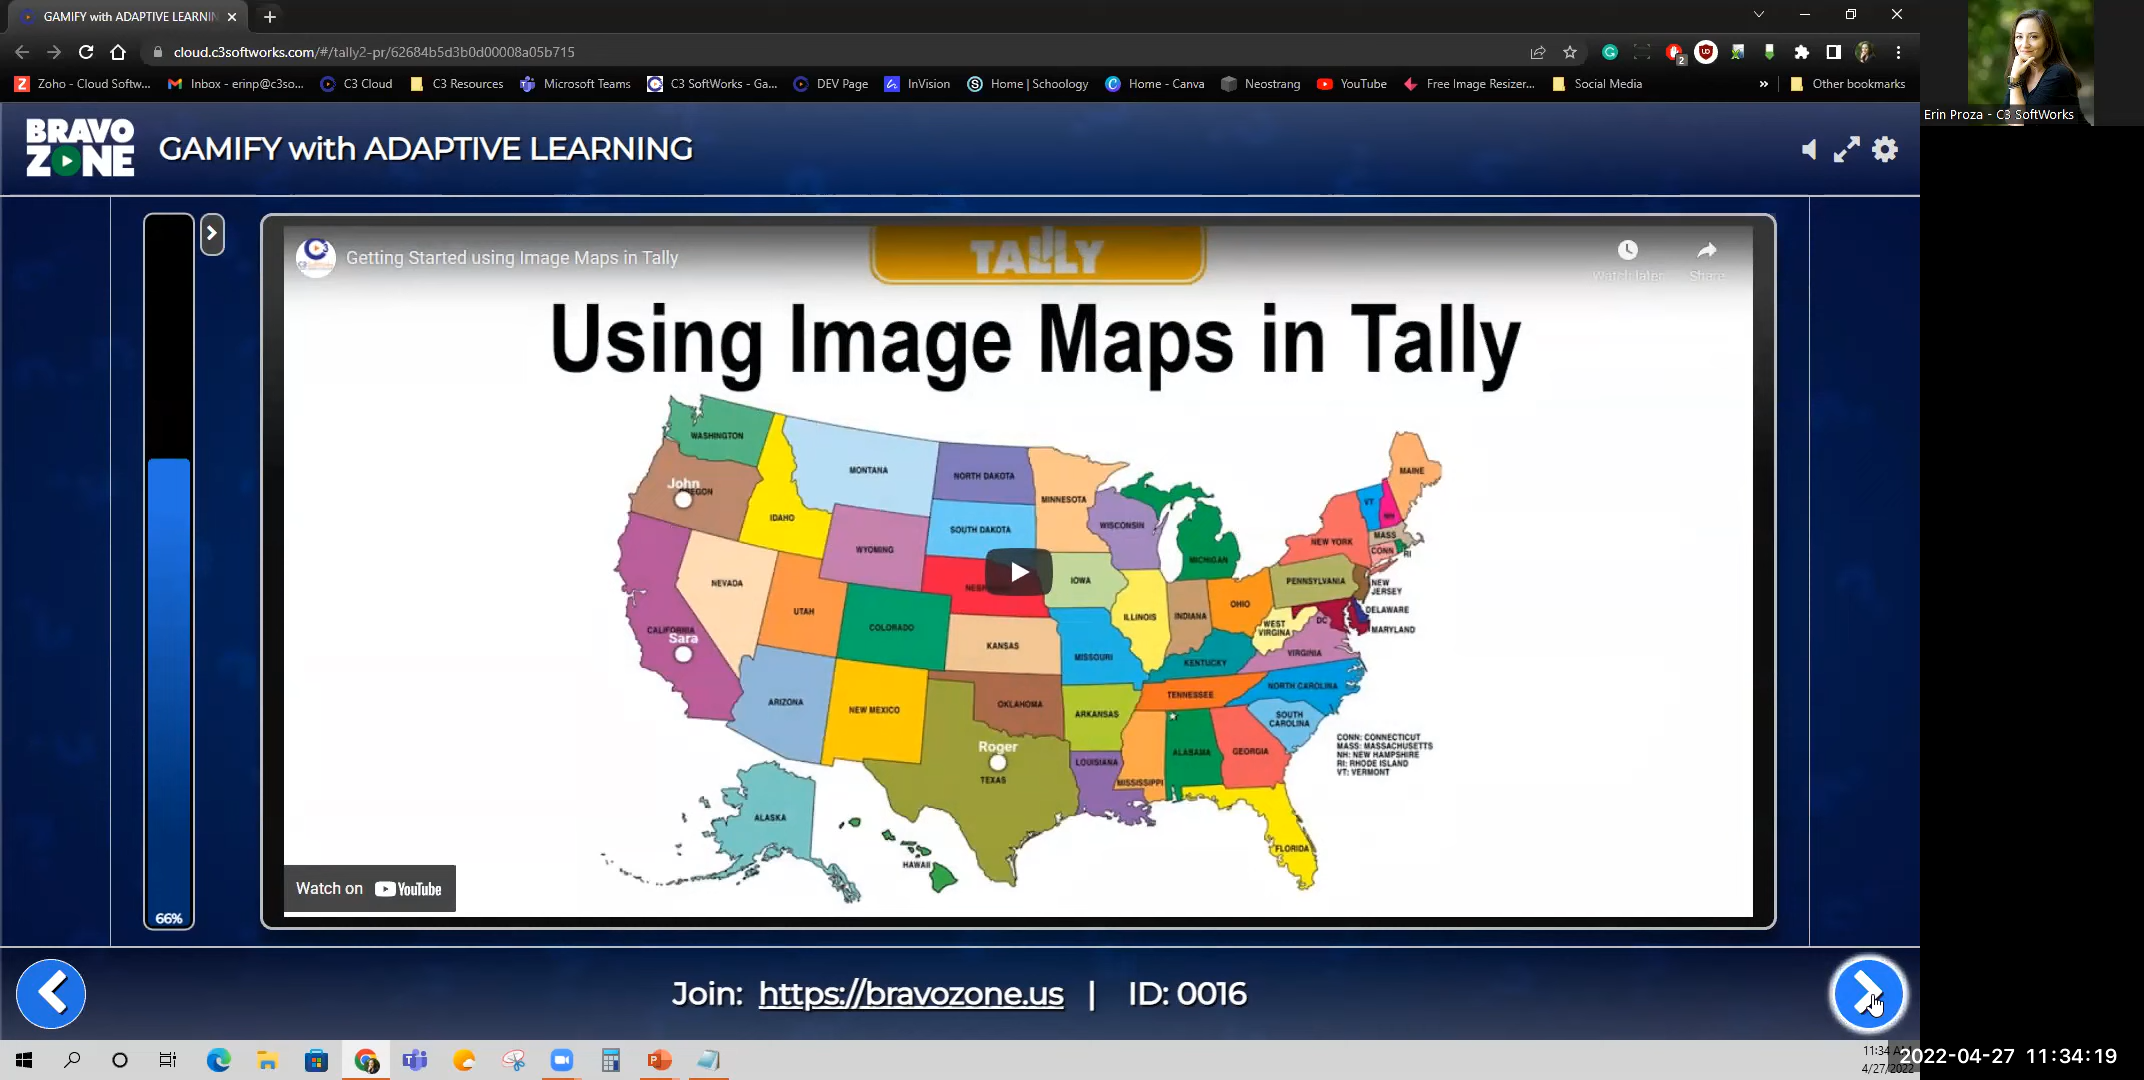 GAMIFY with ADAPTIVE LEARNIN
cloud.c3softworks.com/#/tally2-pr/62684b5d3b0d00008a05b715
2
Zoho - Cloud Softw...
Inbox - erinp@c3so...
C3 Cloud
C3 Resources
Microsoft Teams
C3 SoftWorks - Ga...
DEV Page
InVision
Home | Schoology
Home - Canva
Neostrang
YouTube
Free Image Resizer...
Social Media
»
Other bookmarks
Erin Proza - C3 SoftWorks
BRAVO
ZONE
GAMIFY with ADAPTIVE LEARNING
Getting Started using Image Maps in Tally
TALLY
Watch later
Share
Using Image Maps in Tally
WASHINGTON
MONTANA
NORTH DAKOTA
MINNESOTA
MAINE
John
IDAHO
WYOMING
SOUTH DAKOTA
WISCONSIN
MICHIGAN
VT
NH
NEW YORK
MASS
CONN
RI
NEVADA
UTAH
COLORADO
IOWA
ILLINOIS
INDIANA
OHIO
PENNSYLVANIA
NEW
JERSEY
DELAWARE
MARYLAND
DC
WEST
VIRGINIA
VIRGINIA
CALIFORNIA
Sara
KANSAS
MISSOURI
KENTUCKY
ARIZONA
NEW MEXICO
OKLAHOMA
ARKANSAS
TENNESSEE
NORTH CAROLINA
SOUTH
CAROLINA
Roger
TEXAS
LOUISIANA
MISSISSIPPI
ALABAMA
GEORGIA
CONN: CONNECTICUT
MASS: MASSACHUSETTS
NH: NEW HAMPSHIRE
RI: RHODE ISLAND
VT: VERMONT
ALASKA
HAWAII
FLORIDA
Watch on YouTube
66%
Join: https://bravozone.us | ID: 0016
11:34
4/27/2022
2022-04-27 11:34:19